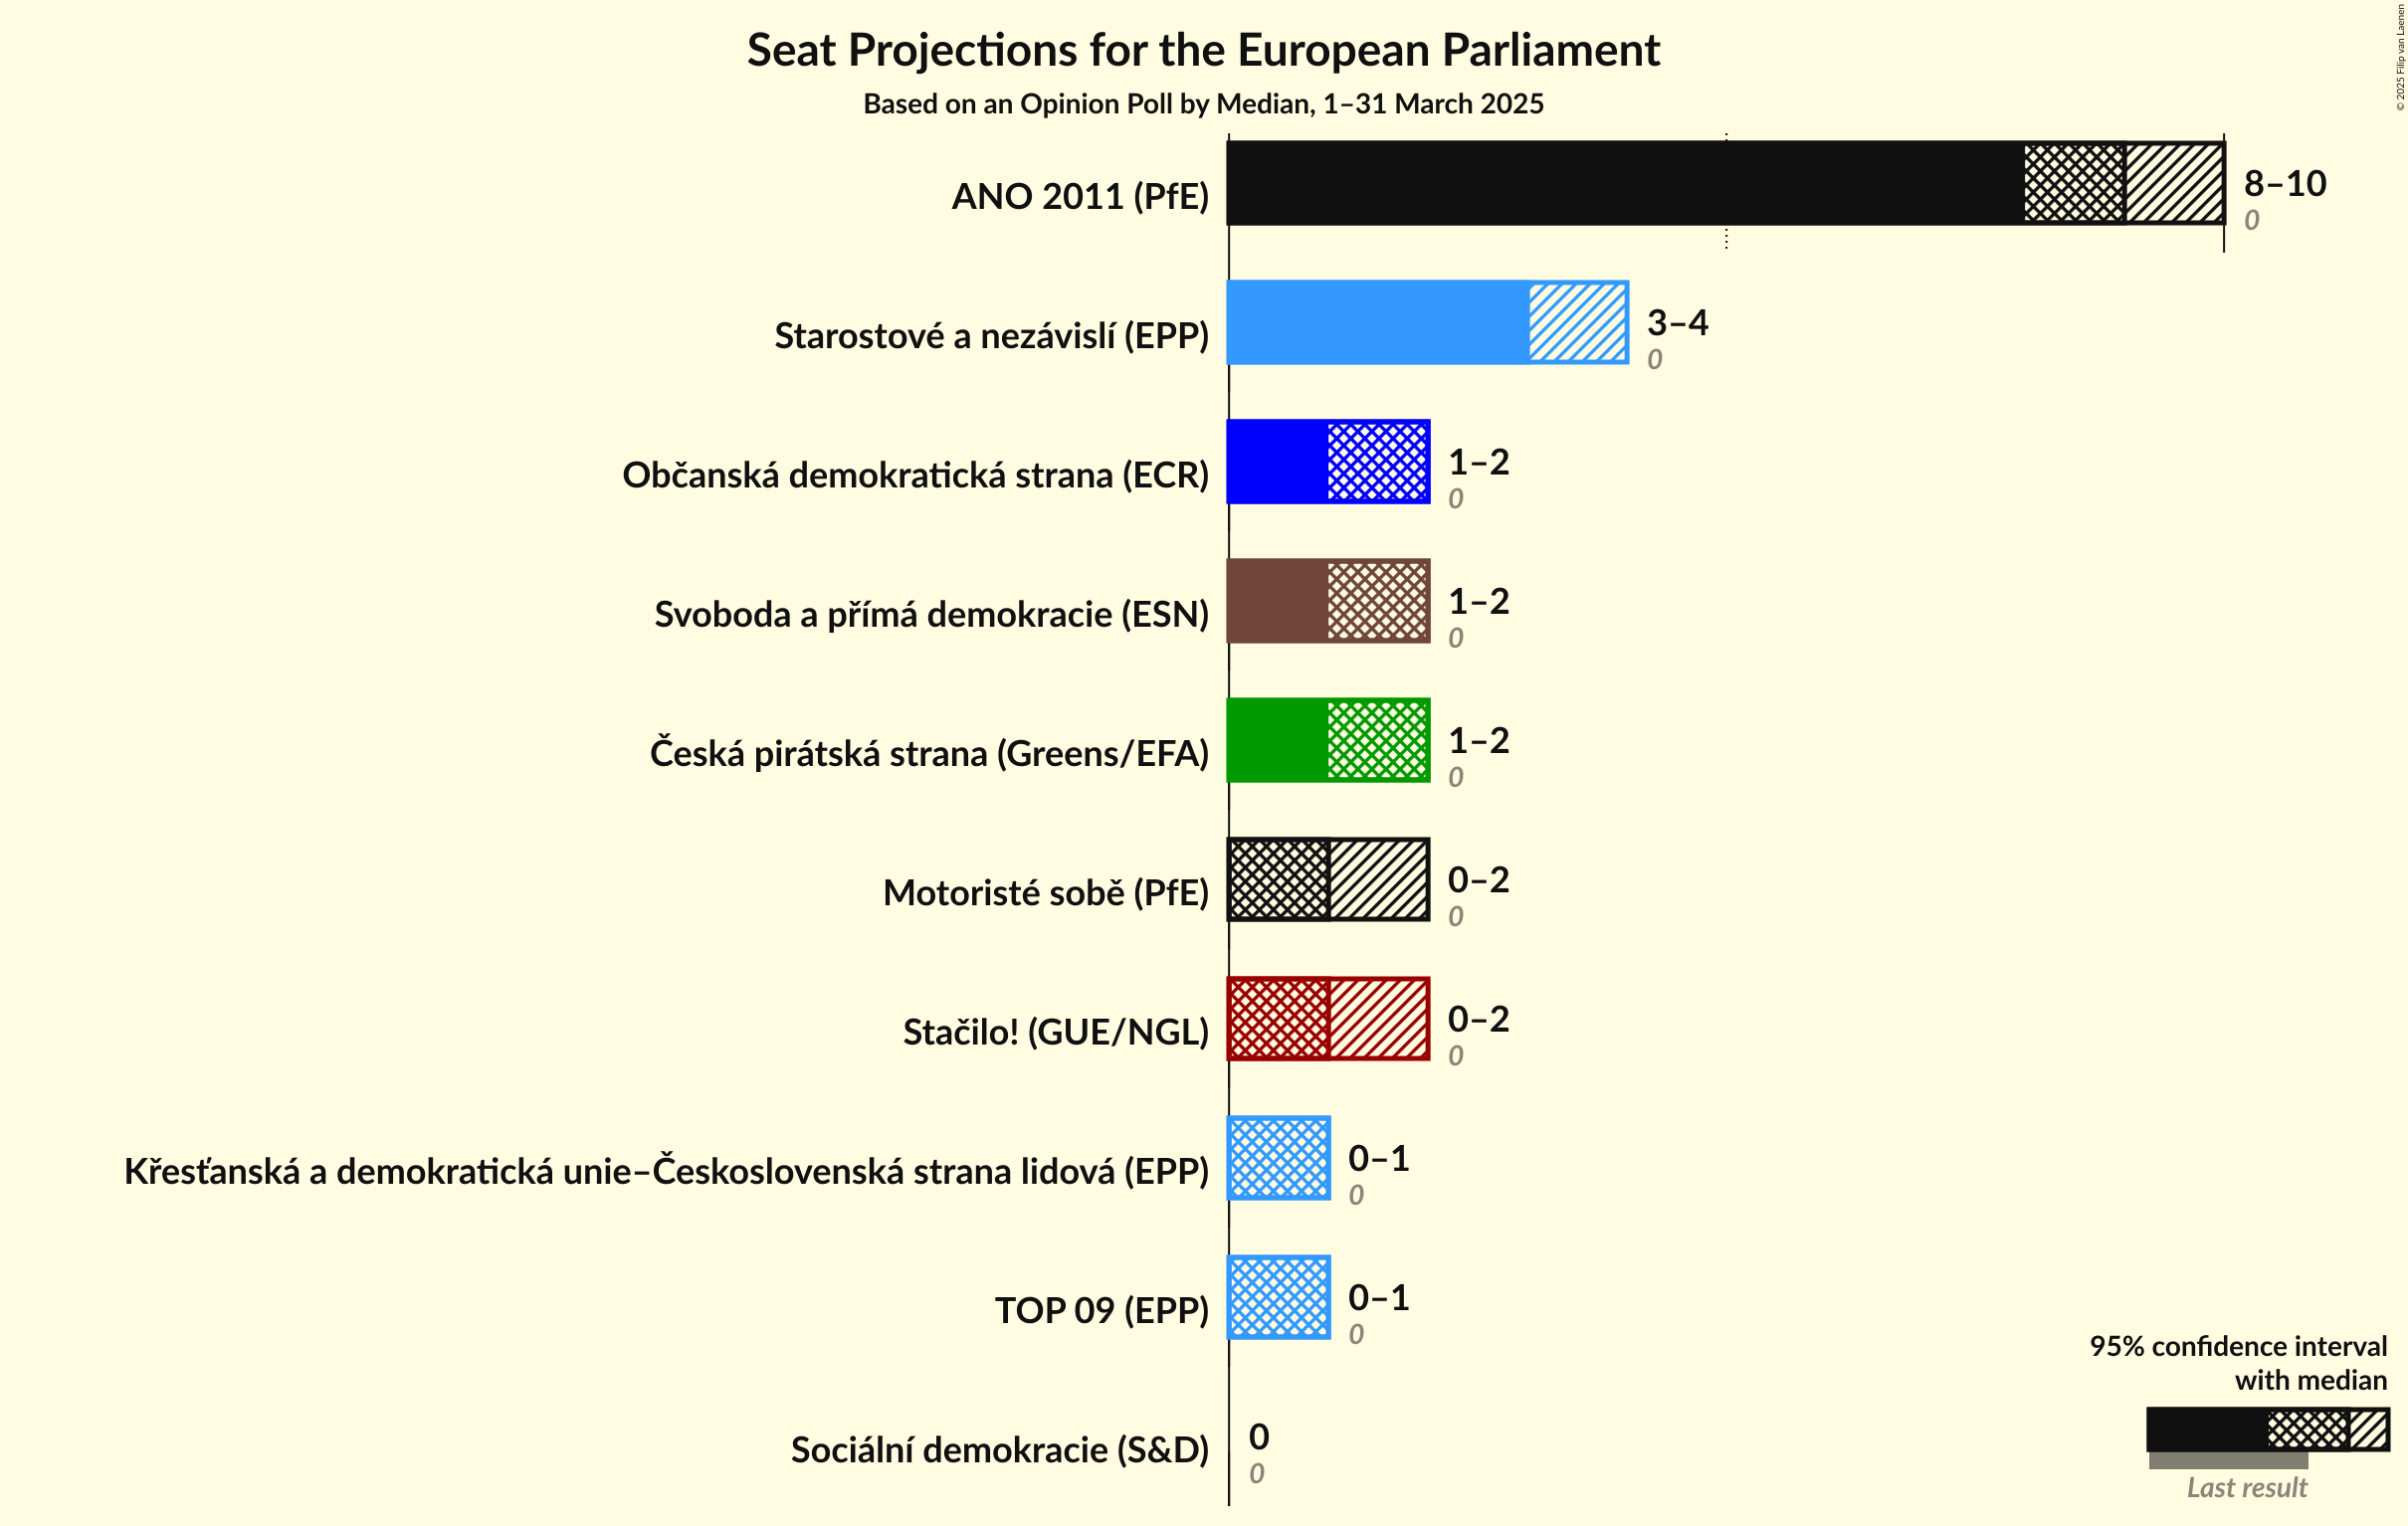 Seat Projections for the European Parliament
Based on an Opinion Poll by Median, 1–31 March 2025
© 2025 Filip van Laenen
ANO 2011 (PfE)
8–10
0
Starostové a nezávislí (EPP)
3–4
0
Občanská demokratická strana (ECR)
1–2
0
Svoboda a přímá demokracie (ESN)
1–2
0
Česká pirátská strana (Greens/EFA)
1–2
0
Motoristé sobě (PfE)
0–2
0
Stačilo! (GUE/NGL)
0–2
0
Křesťanská a demokratická unie–Československá strana lidová (EPP)
0–1
0
TOP 09 (EPP)
0–1
0
Sociální demokracie (S&D)
0
0
95% confidence interval
with median
Last result